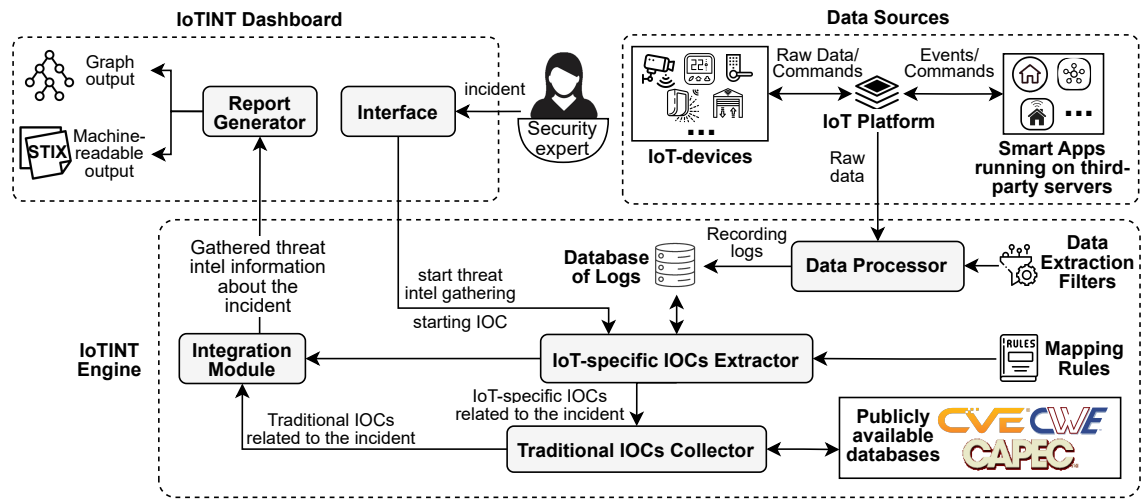 IoTINT Dashboard
Graph
output
Machine-
readable
output
STIX
Report
Generator
Interface
incident
Security
expert
Data Sources
22
IoT-devices
Raw Data/
Commands
IoT Platform
Events/
Commands
Smart Apps
running on third-
party servers
Raw
data
Gathered threat
intel information
about the
incident
start threat
intel gathering
starting IOC
Database
of Logs
Recording
logs
Data Processor
Data
Extraction
Filters
IoTINT
Engine
Integration
Module
IoT-specific IOCs Extractor
RULES
Mapping
Rules
Traditional IOCs
related to the incident
IoT-specific IOCs
related to the incident
Traditional IOCs Collector
Publicly
available
databases
CVE CWE
CAPEC